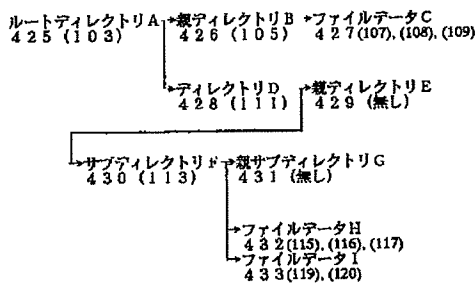 ルートディレクトリA 親ディレクトリB ファイルデータC
425(103) 426(105) 427(107),(108),(109)
ディレクトリD 親ディレクトリE
428(111) 429(無し)
サブディレクトリF 親サブディレクトリG
430(113) 431(無し)
ファイルデータH
432(115),(116),(117)
ファイルデータI
433(119),(120)